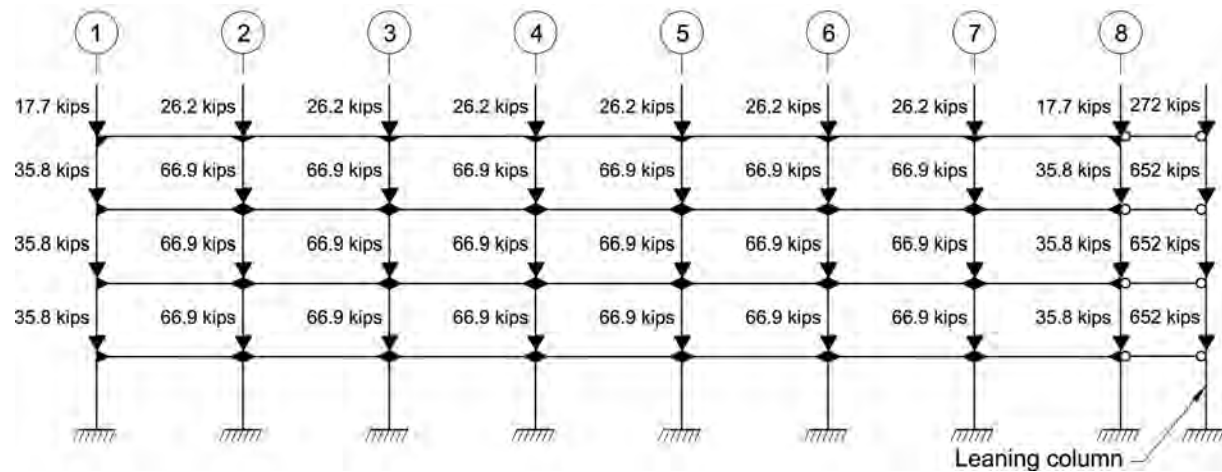 1 2 3 4 5 6 7 8
17.7 kips 26.2 kips 26.2 kips 26.2 kips 26.2 kips 26.2 kips 26.2 kips 17.7 kips 272 kips
35.8 kips 66.9 kips 66.9 kips 66.9 kips 66.9 kips 66.9 kips 66.9 kips 35.8 kips 652 kips
35.8 kips 66.9 kips 66.9 kips 66.9 kips 66.9 kips 66.9 kips 66.9 kips 35.8 kips 652 kips
35.8 kips 66.9 kips 66.9 kips 66.9 kips 66.9 kips 66.9 kips 66.9 kips 35.8 kips 652 kips
Leaning column